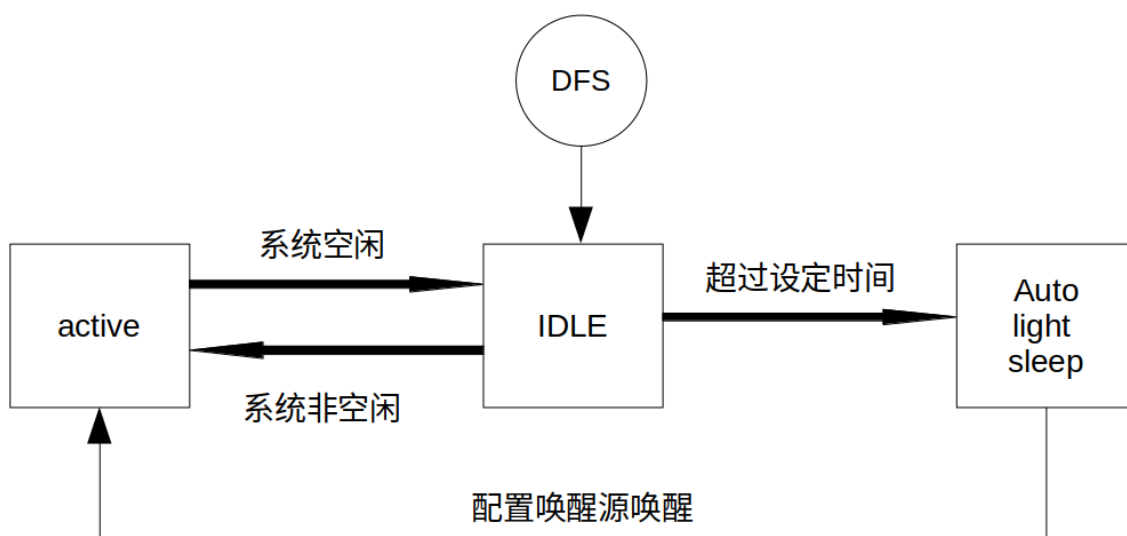 DFS
系统空闲
超过设定时间
active
IDLE
Auto
light
sleep
系统非空闲
配置唤醒源唤醒